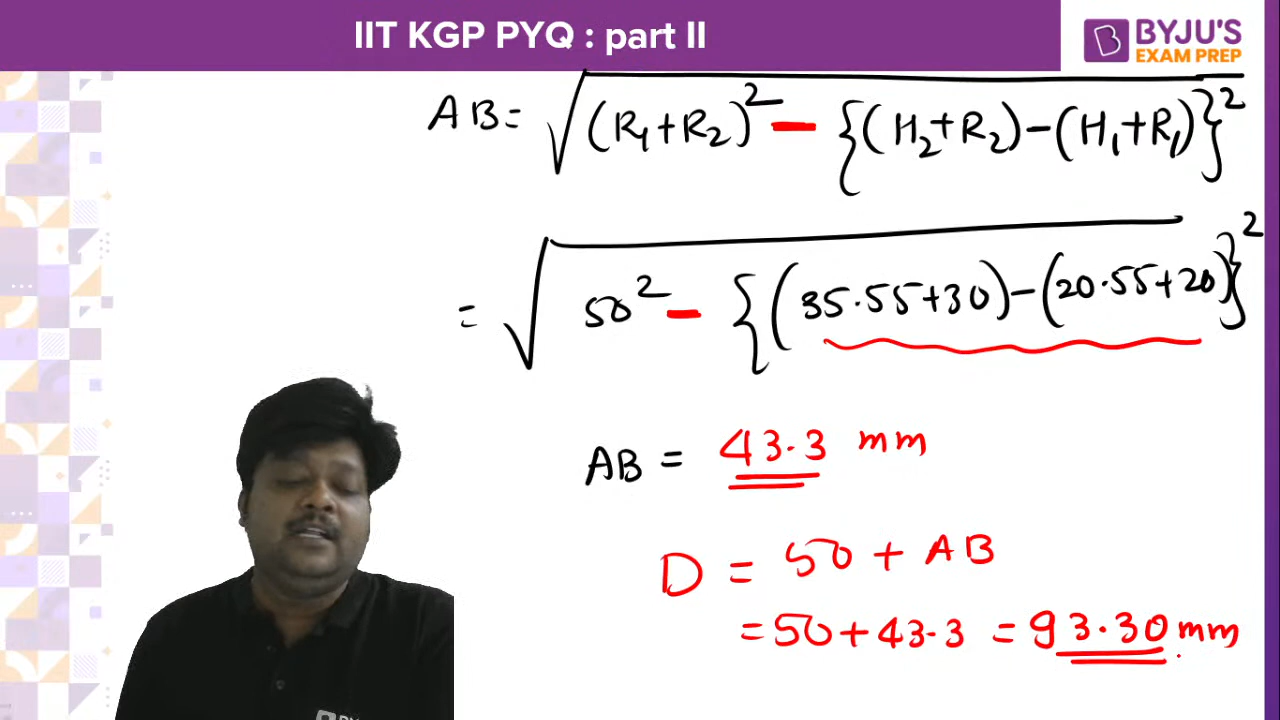 IIT KGP PYQ : part II
BYJU'S
EXAM PREP
AB = √(R₁+R₂)² - {(H₂+R₂)-(H₁+R₁)}²
= √50² - {(35.55+30)-(20.55+20)}²
AB = 43.3 mm
D = 50 + AB
= 50+43.3 = 93.30 mm